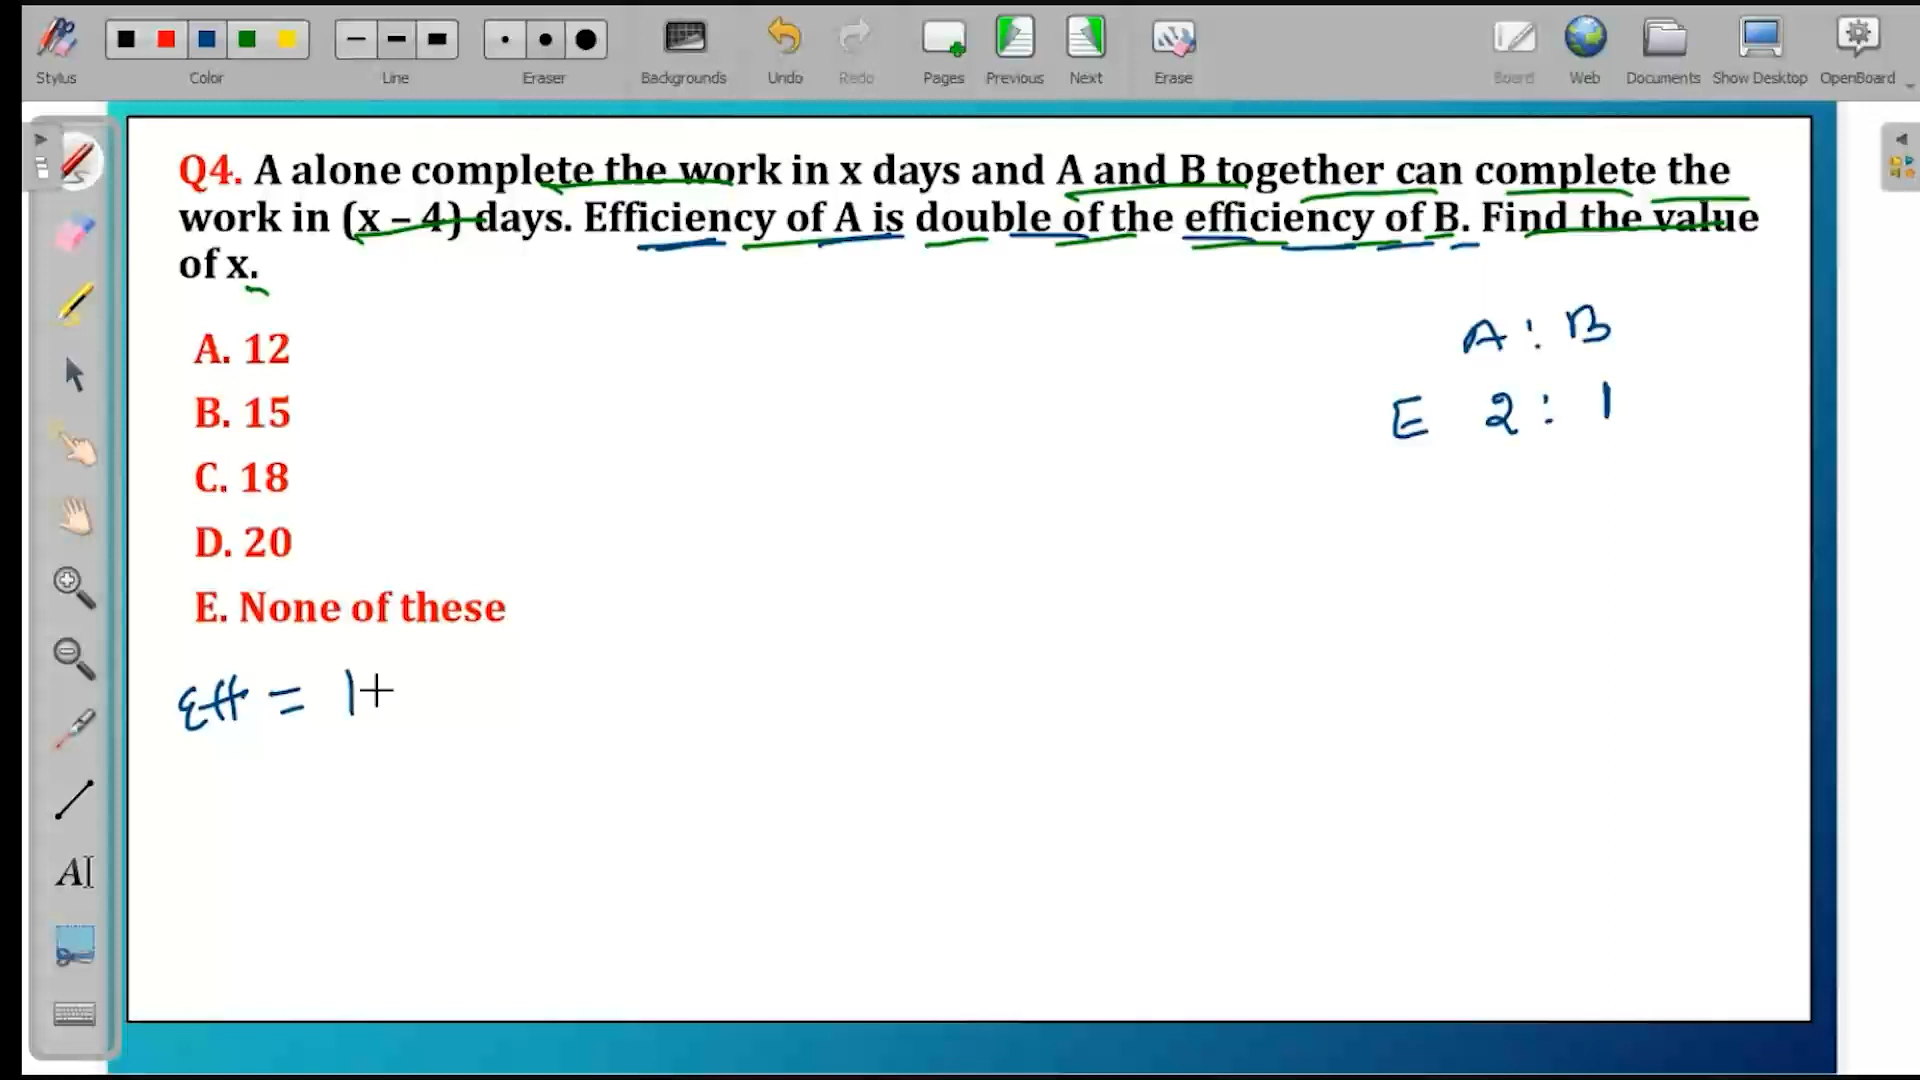 Stylus Color Line Eraser Backgrounds Undo Redo Pages Previous Next Erase Board Web Documents Show Desktop OpenBoard
Q4. A alone complete the work in x days and A and B together can complete the
work in (x – 4) days. Efficiency of A is double of the efficiency of B. Find the value
of x.
A. 12
B. 15
C. 18
D. 20
E. None of these
A : B
E 2 : 1
Eff = 1+
AI